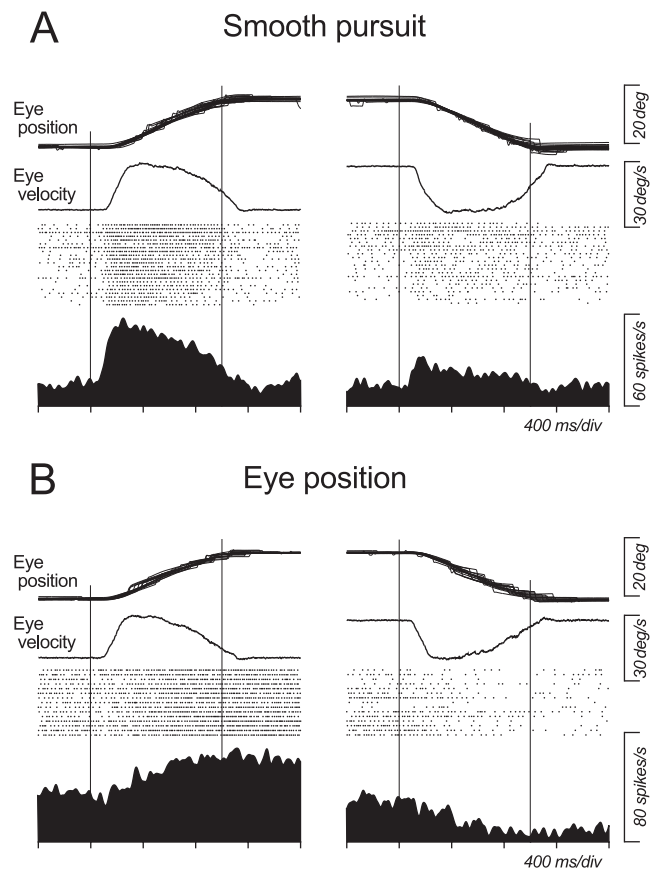 A
Smooth pursuit
Eye
position
20 deg
Eye
velocity
30 deg/s
60 spikes/s
400 ms/div
B
Eye position
Eye
position
20 deg
Eye
velocity
30 deg/s
80 spikes/s
400 ms/div